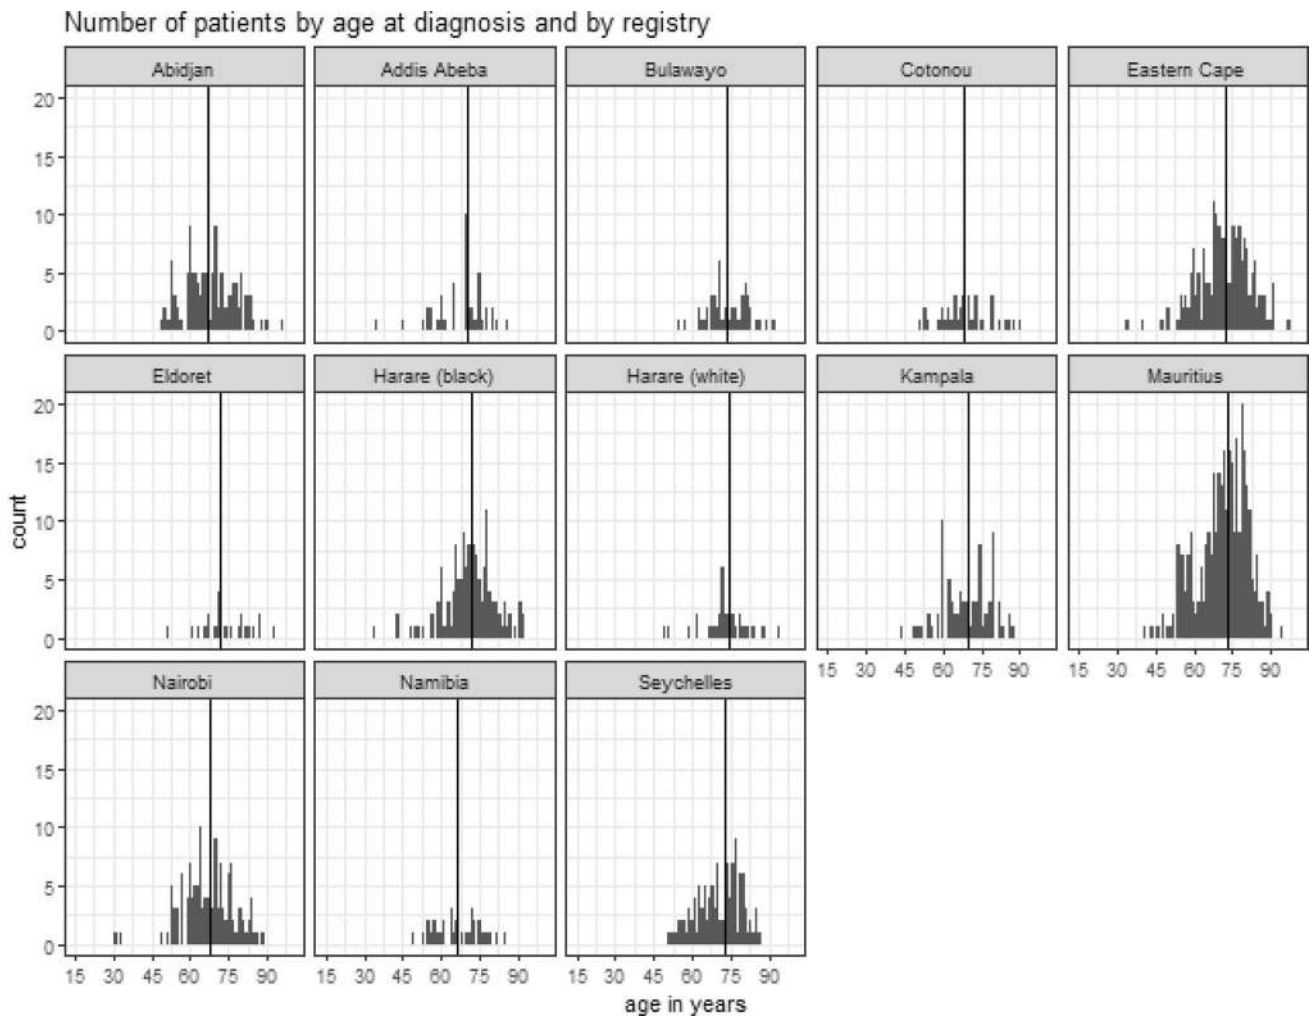 Number of patients by age at diagnosis and by registry
Abidjan Addis Abeba Bulawayo Cotonou Eastern Cape
20
15
10
5
0
Eldoret Harare (black) Harare (white) Kampala Mauritius
20
15
10
5
0
15 30 45 60 75 90 15 30 45 60 75 90
Nairobi Namibia Seychelles
20
15
10
5
0
15 30 45 60 75 90 15 30 45 60 75 90 15 30 45 60 75 90
age in years
count